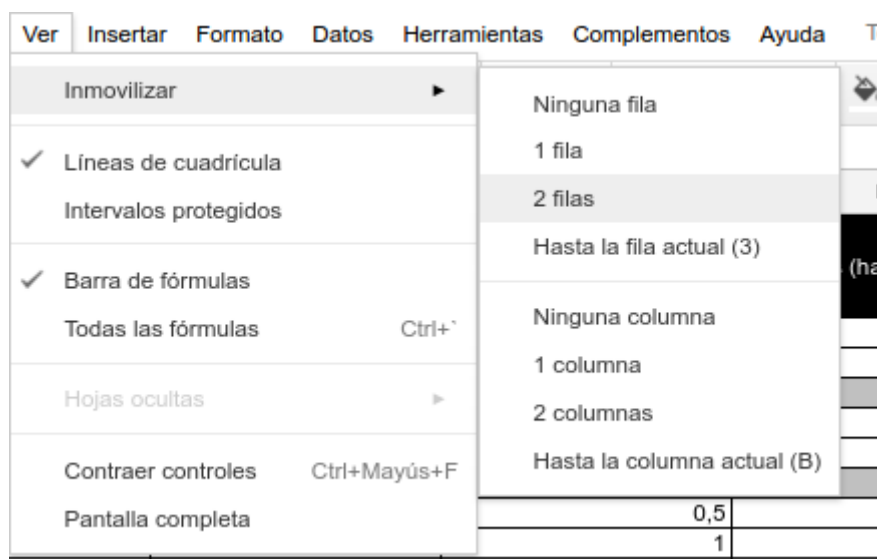 Ver Insertar Formato Datos Herramientas Complementos Ayuda
Inmovilizar
Líneas de cuadrícula
Intervalos protegidos
Barra de fórmulas
Todas las fórmulas Ctrl+`
Hojas ocultas
Contraer controles Ctrl+Mayús+F
Pantalla completa
Ninguna fila
1 fila
2 filas
Hasta la fila actual (3)
Ninguna columna
1 columna
2 columnas
Hasta la columna actual (B)
(ha
0,5
1